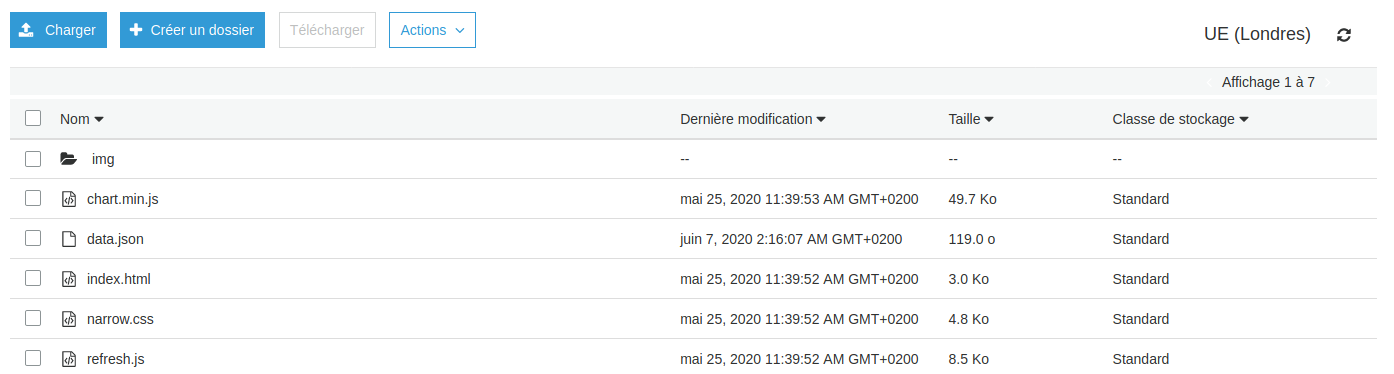 Charger Créer un dossier Télécharger Actions
UE (Londres)
Affichage 1 à 7
Nom Dernière modification Taille Classe de stockage
img -- -- --
chart.min.js mai 25, 2020 11:39:53 AM GMT+0200 49.7 Ko Standard
data.json juin 7, 2020 2:16:07 AM GMT+0200 119.0 o Standard
index.html mai 25, 2020 11:39:52 AM GMT+0200 3.0 Ko Standard
narrow.css mai 25, 2020 11:39:52 AM GMT+0200 4.8 Ko Standard
refresh.js mai 25, 2020 11:39:52 AM GMT+0200 8.5 Ko Standard